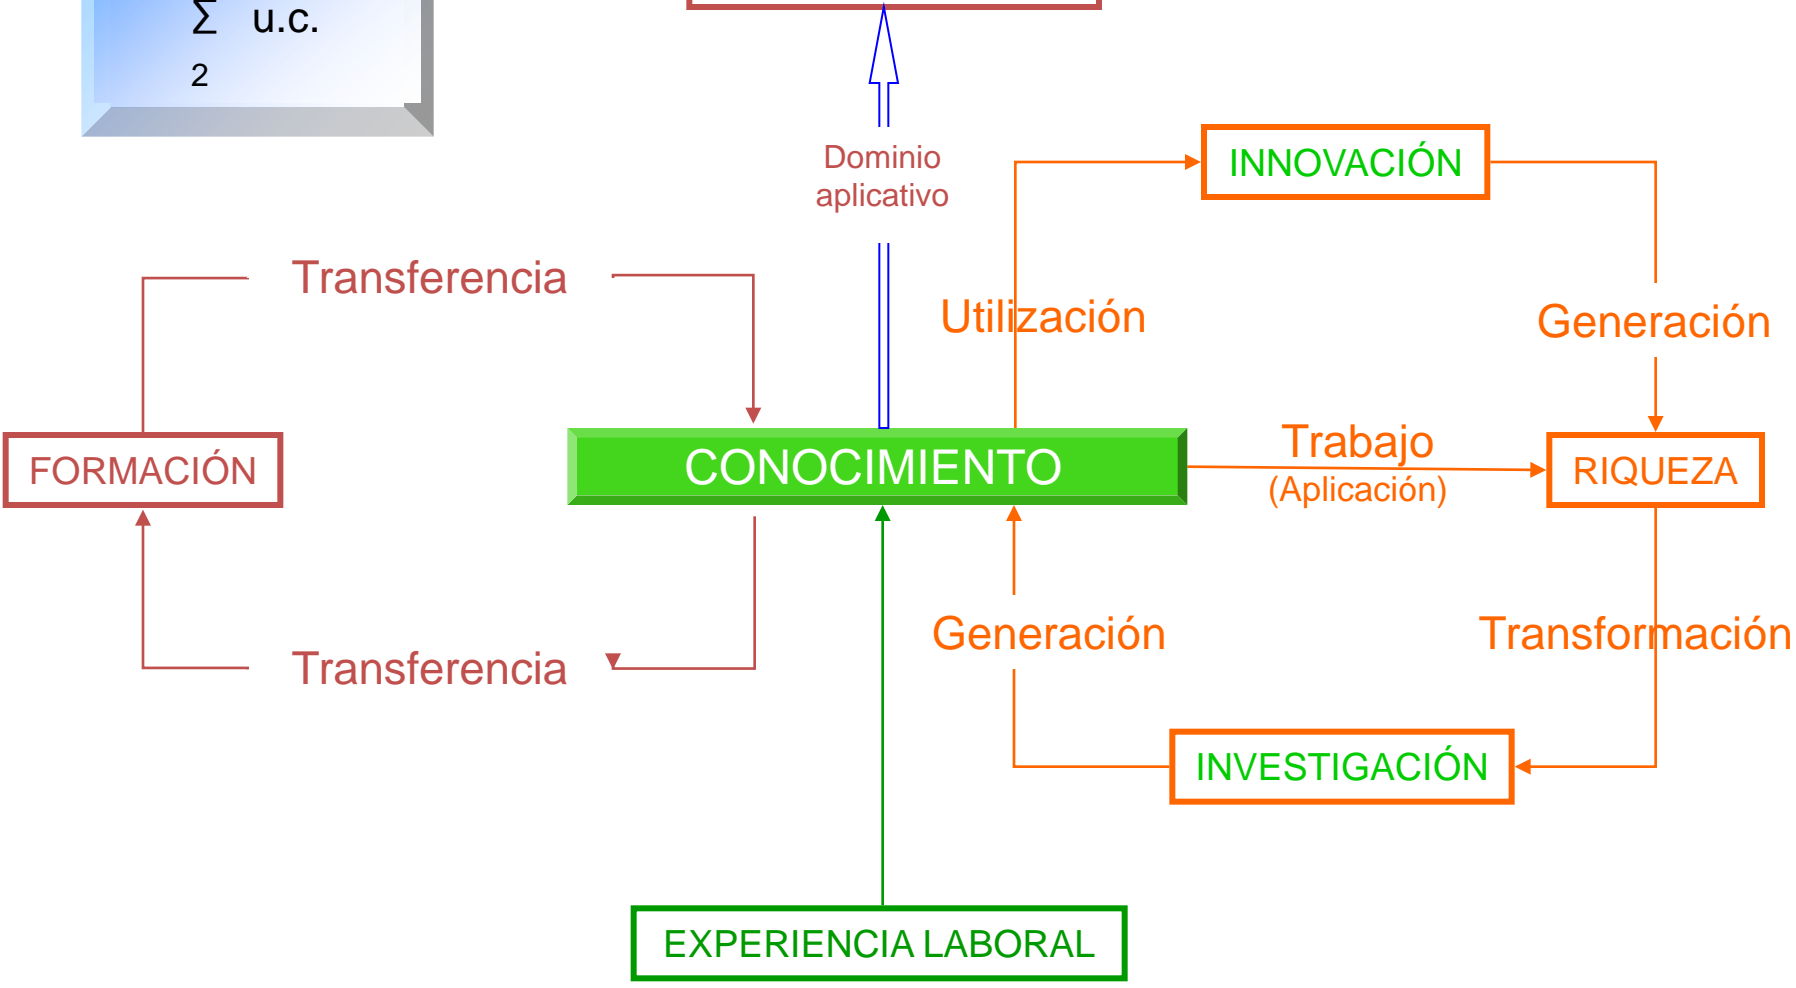 Σ u.c.
2
Dominio
aplicativo
INNOVACIÓN
Transferencia
Utilización
Generación
FORMACIÓN
CONOCIMIENTO
Trabajo
(Aplicación)
RIQUEZA
Transferencia
Generación
Transformación
INVESTIGACIÓN
EXPERIENCIA LABORAL